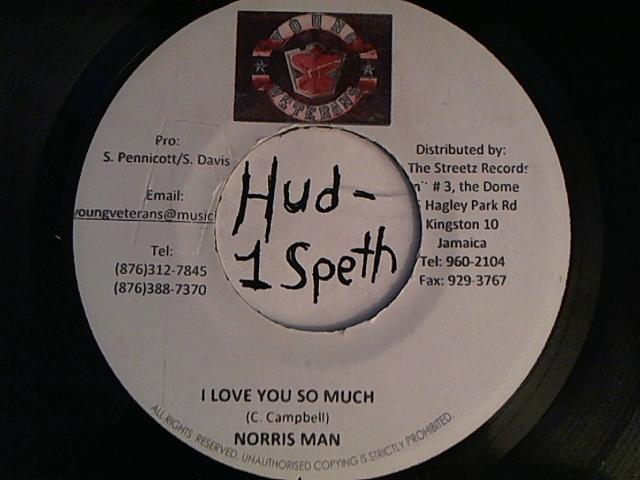 YOUNG
VETERANS
Pro:
S. Pennicott/S. Davis
Email:
youngveterans@music
Tel:
(876)312-7845
(876)388-7370
Hud-
1 Speth
Distributed by:
The Streetz Records
# 3, the Dome
Hagley Park Rd
Kingston 10
Jamaica
Tel: 960-2104
Fax: 929-3767
I LOVE YOU SO MUCH
(C. Campbell)
NORRIS MAN
ALL RIGHTS RESERVED. UNAUTHORISED COPYING IS STRICTLY PROHIBITED.